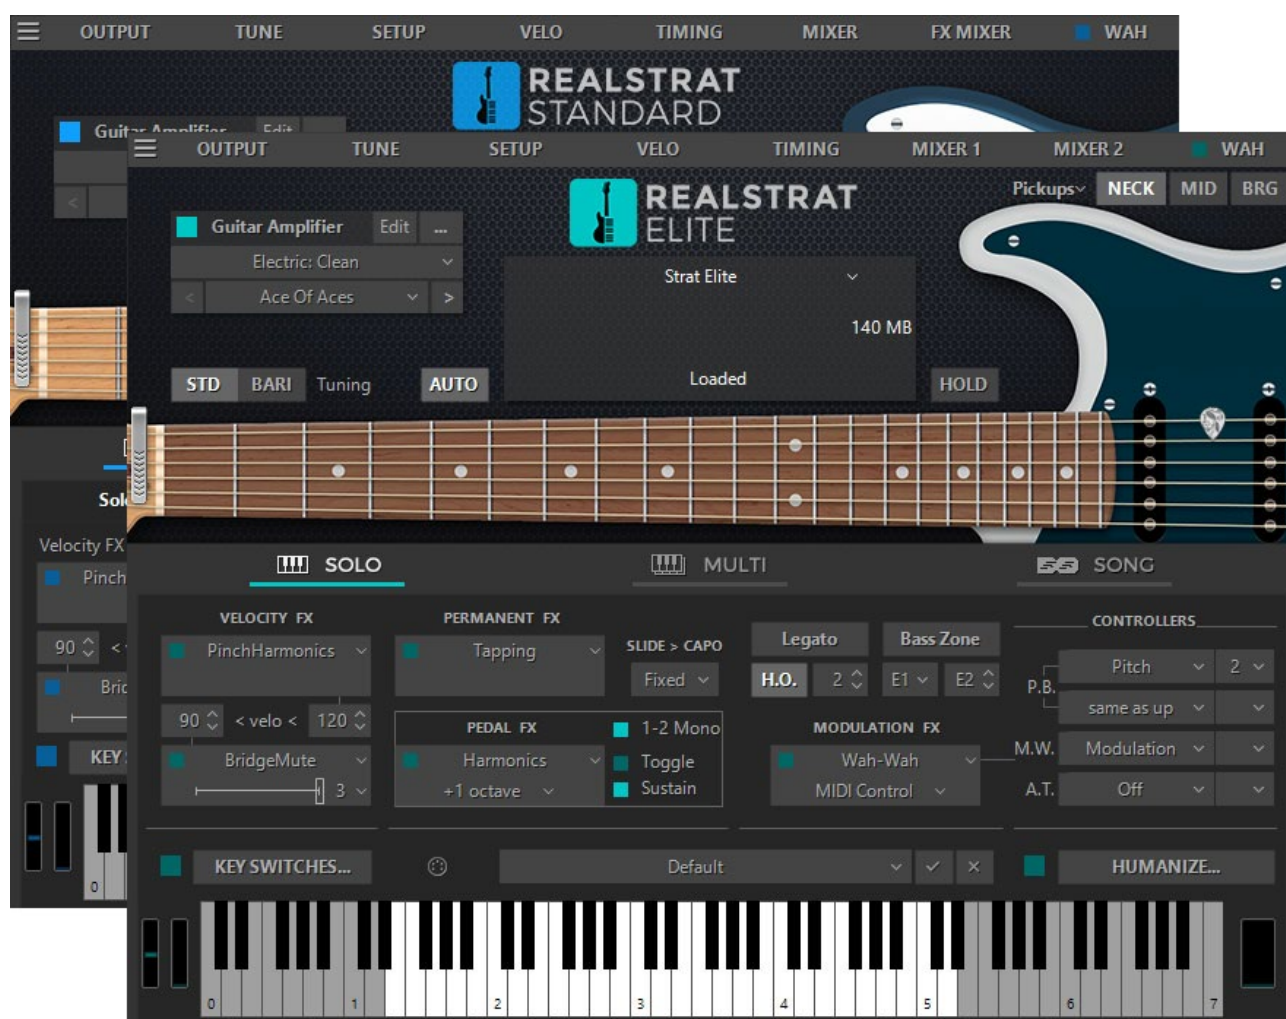 OUTPUT TUNE SETUP VELO TIMING MIXER FX MIXER WAH
REALSTRAT
STANDARD
Guitar Amplifier Edit
<
OUTPUT TUNE SETUP VELO TIMING MIXER 1 MIXER 2 WAH
REALSTRAT
ELITE
Pickups NECK MID BRG
Guitar Amplifier Edit ...
Electric: Clean
< Ace Of Aces >
Strat Elite
140 MB
Loaded
STD BARI Tuning AUTO
HOLD
Velocity FX
Pinch
90 <
KEY
0
SOLO MULTI SONG
VELOCITY FX
PinchHarmonics
90 < velo < 120
BridgeMute
3
PERMANENT FX
Tapping
SLIDE > CAPO
Fixed
PEDAL FX
Harmonics
+1 octave
1-2 Mono
Toggle
Sustain
Legato Bass Zone
H.O. 2 E1 E2
MODULATION FX
Wah-Wah
MIDI Control
CONTROLLERS
P.B. Pitch 2
same as up
M.W. Modulation
A.T. Off
KEY SWITCHES... Default HUMANIZE...
0 1 2 3 4 5 6 7